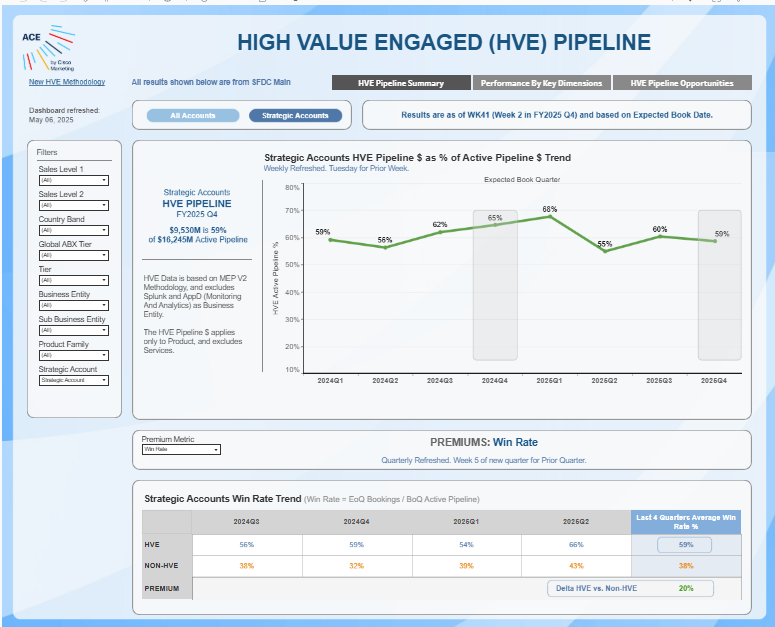 ACE
by Cisco
Marketing
HIGH VALUE ENGAGED (HVE) PIPELINE
New HVE Methodology
All results shown below are from SFDC Main
HVE Pipeline Summary
Performance By Key Dimensions
HVE Pipeline Opportunities
Dashboard refreshed:
May 06, 2025
All Accounts
Strategic Accounts
Results are as of WK41 (Week 2 in FY2025 Q4) and based on Expected Book Date.
Filters
Sales Level 1
(All)
Sales Level 2
(All)
Country Band
(All)
Global ABX Tier
(All)
Tier
(All)
Business Entity
(All)
Sub Business Entity
(All)
Product Family
(All)
Strategic Account
Strategic Account
Strategic Accounts HVE Pipeline $ as % of Active Pipeline $ Trend
Weekly Refreshed. Tuesday for Prior Week.
Strategic Accounts
HVE PIPELINE
FY2025 Q4
$9,530M is 59%
of $16,245M Active Pipeline
HVE Data is based on MEP V2
Methodology, and excludes
Splunk and AppD (Monitoring
And Analytics) as Business
Entity.
The HVE Pipeline $ applies
only to Product, and excludes
Services.
Expected Book Quarter
HVE Active Pipeline %
80%
70%
60%
50%
40%
30%
20%
10%
59%
56%
62%
65%
68%
55%
60%
59%
2024Q1
2024Q2
2024Q3
2024Q4
2025Q1
2025Q2
2025Q3
2025Q4
Premium Metric
Win Rate
PREMIUMS: Win Rate
Quarterly Refreshed. Week 5 of new quarter for Prior Quarter.
Strategic Accounts Win Rate Trend (Win Rate = EoQ Bookings / BoQ Active Pipeline)
2024Q3 2024Q4 2025Q1 2025Q2 Last 4 Quarters Average Win
Rate %
HVE 56% 59% 54% 66% 59%
NON-HVE 38% 32% 39% 43% 38%
PREMIUM Delta HVE vs. Non-HVE 20%